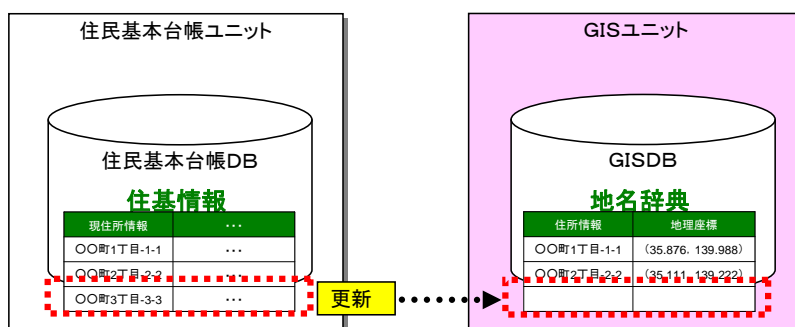 住民基本台帳ユニット
住民基本台帳DB
住基情報
現住所情報 ･･･
〇〇町1丁目-1-1 ･･･
〇〇町2丁目-2-2 ･･･
〇〇町3丁目-3-3 ･･･
更新
GISユニット
GISDB
地名辞典
住所情報 地理座標
〇〇町1丁目-1-1 (35.876, 139.988)
〇〇町2丁目-2-2 (35.111, 139.222)